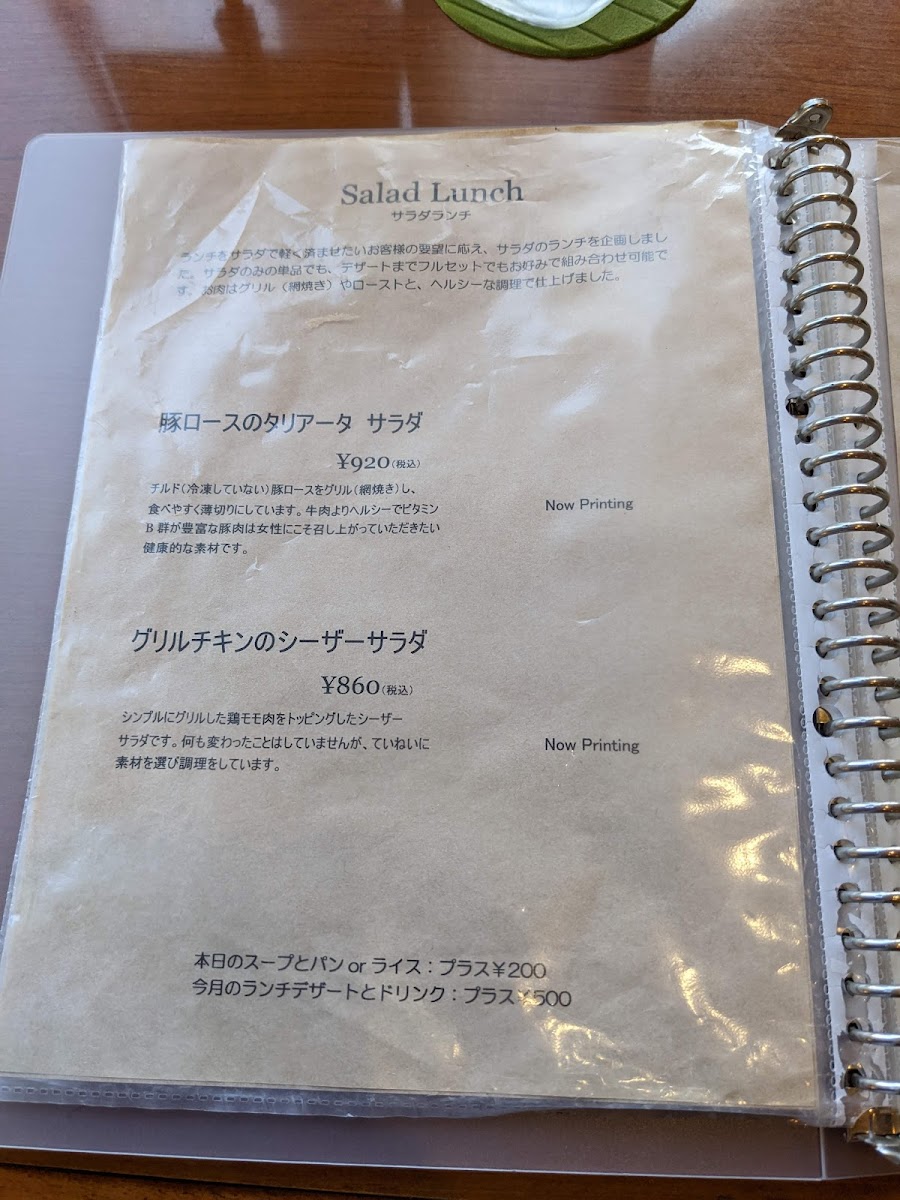 Salad Lunch
サラダランチ
ランチをサラダで軽く済ませたいお客様の要望に応え、サラダのランチを企画しまし
た。サラダのみの単品でも、デザートまでフルセットでもお好みで組み合わせ可能で
す。お肉はグリル（網焼き）やローストと、ヘルシーな調理で仕上げました。
豚ロースのタリアータ サラダ
¥920(税込)
チルド（冷凍していない）豚ロースをグリル（網焼き）し、
食べやすく薄切りにしています。牛肉よりヘルシーでビタミン
B 群が豊富な豚肉は女性にこそ召し上がっていただきたい
健康的な素材です。
Now Printing
グリルチキンのシーザーサラダ
¥860(税込)
シンプルにグリルした鶏モモ肉をトッピングしたシーザー
サラダです。何も変わったことはしていませんが、ていねいに
素材を選び調理をしています。
Now Printing
本日のスープとパン or ライス：プラス¥200
今月のランチデザートとドリンク：プラス¥500